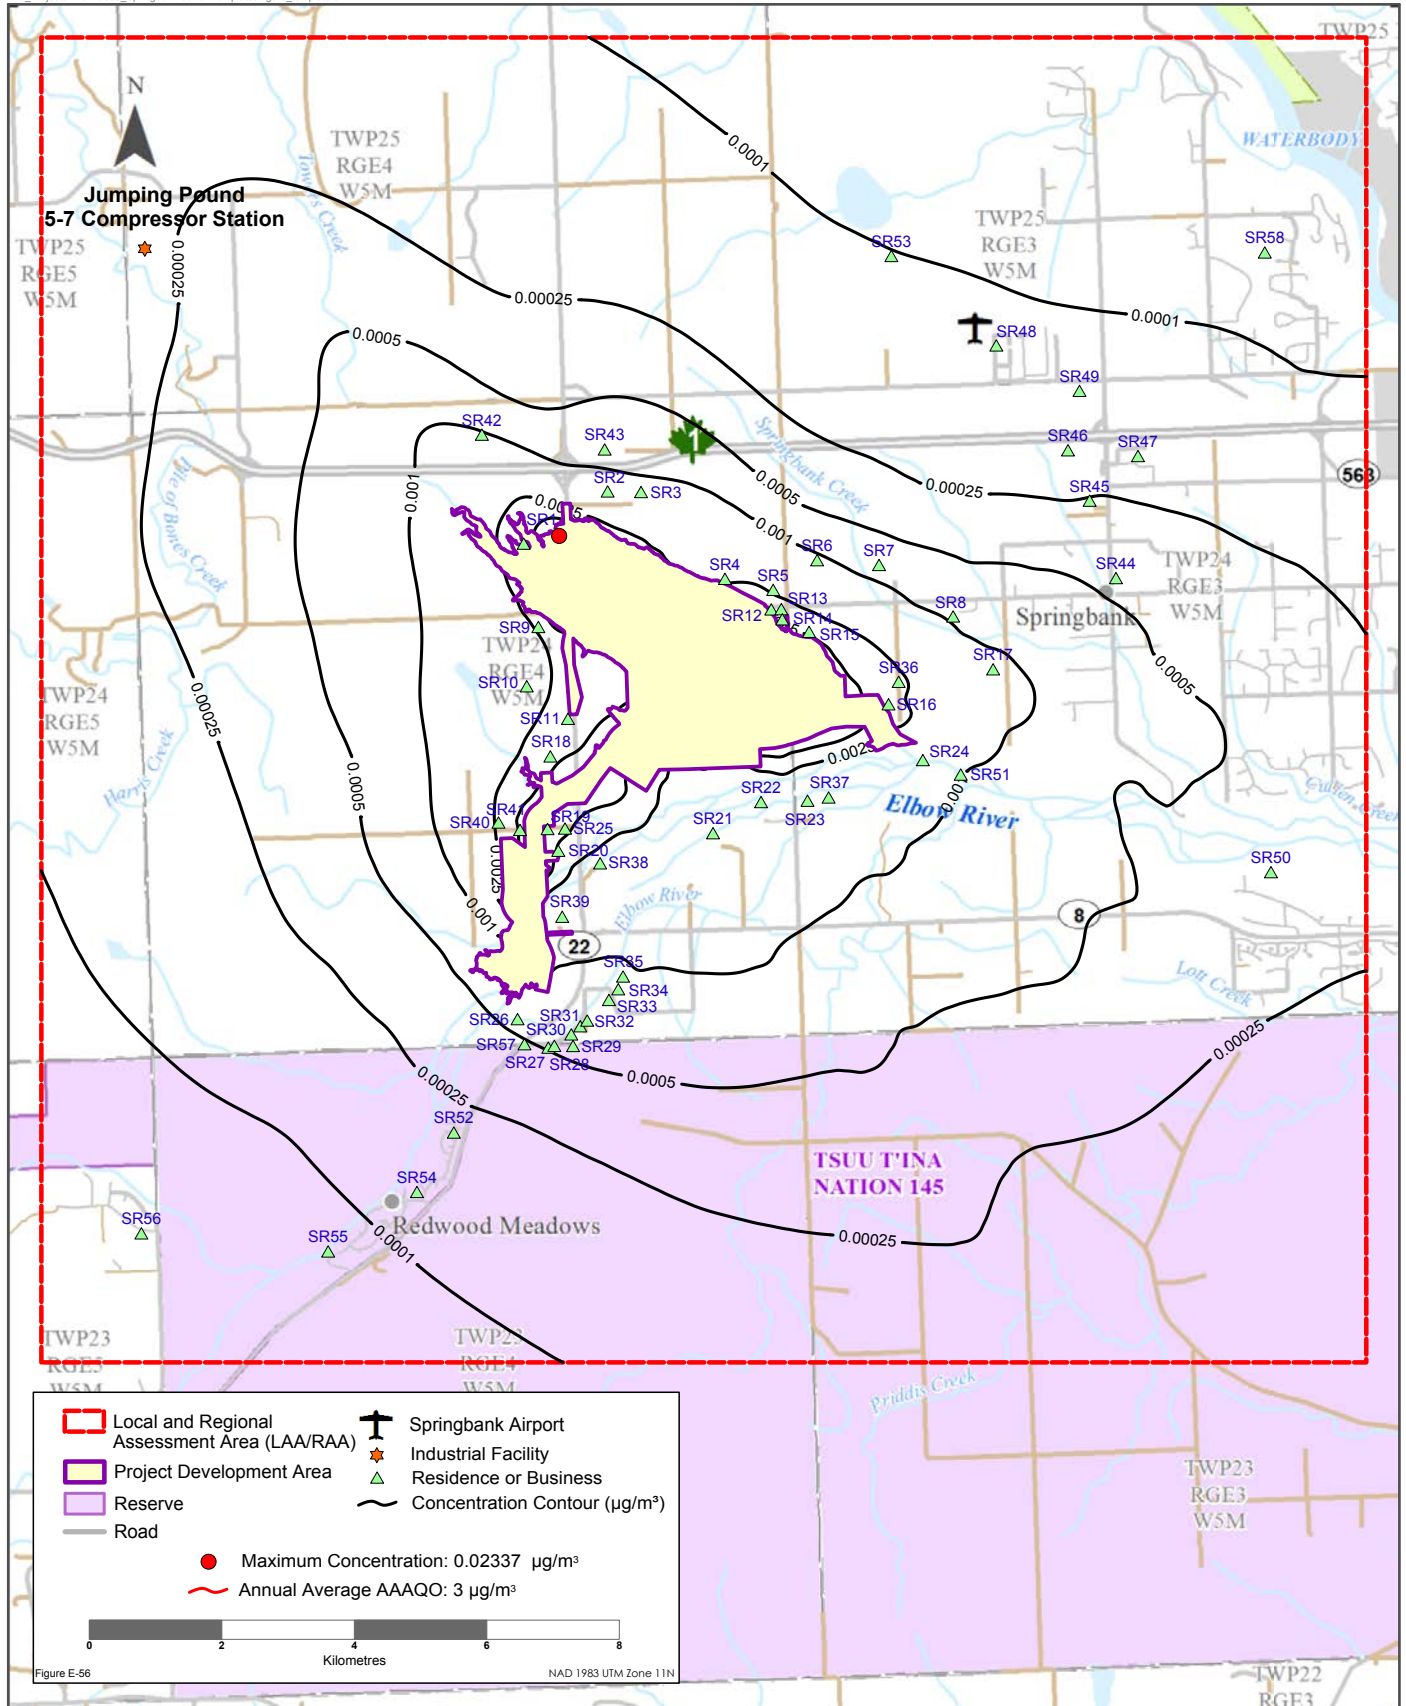 TWP25
N
TWP25
RGE4
W5M
WATERBODY
Towers Creek
0.0001
Jumping Pound
5-7 Compressor Station
TWP25
RGE5
W5M
TWP25
RGE3
W5M
SR53
SR58
0.00025
0.00025
0.0001
0.0005
SR48
SR49
SR42
SR43
1
Springbank Creek
SR46
SR47
563
Pile of Bones Creek
0.001
SR2
SR3
0.0005
0.00025
SR45
SR1
0.001
SR6
SR7
SR4
SR5
SR44
TWP24
RGE3
W5M
SR13
SR12
SR14
SR15
SR8
Springbank
SR9
TWP24
RGE4
W5M
SR10
SR11
SR36
SR16
SR17
0.0005
TWP24
RGE5
W5M
0.00025
Harris Creek
SR18
0.0025
SR24
SR51
0.0005
SR22
SR37
SR23
Elbow River
Cullen Creek
SR41
SR40
SR19
SR25
SR21
SR20
SR38
0.0025
SR50
Elbow River
0.001
SR39
8
22
SR35
SR34
SR33
Lott Creek
SR26
SR31
SR32
SR30
SR57
SR29
SR27
SR28
0.00025
0.00025
0.0005
SR52
TSUU T'INA
NATION 145
SR54
Redwood Meadows
SR56
SR55
0.0001
0.00025
TWP23
RGE5
W5M
TWP23
RGE4
W5M
Priddis Creek
TWP23
RGE3
W5M
Local and Regional
Assessment Area (LAA/RAA)
Project Development Area
Reserve
Road
Springbank Airport
Industrial Facility
Residence or Business
Concentration Contour (µg/m³)
Maximum Concentration: 0.02337 µg/m³
Annual Average AAAQO: 3 µg/m³
0 2 4 6 8
Kilometres
Figure E-56
NAD 1983 UTM Zone 11N
TWP22
RGE3